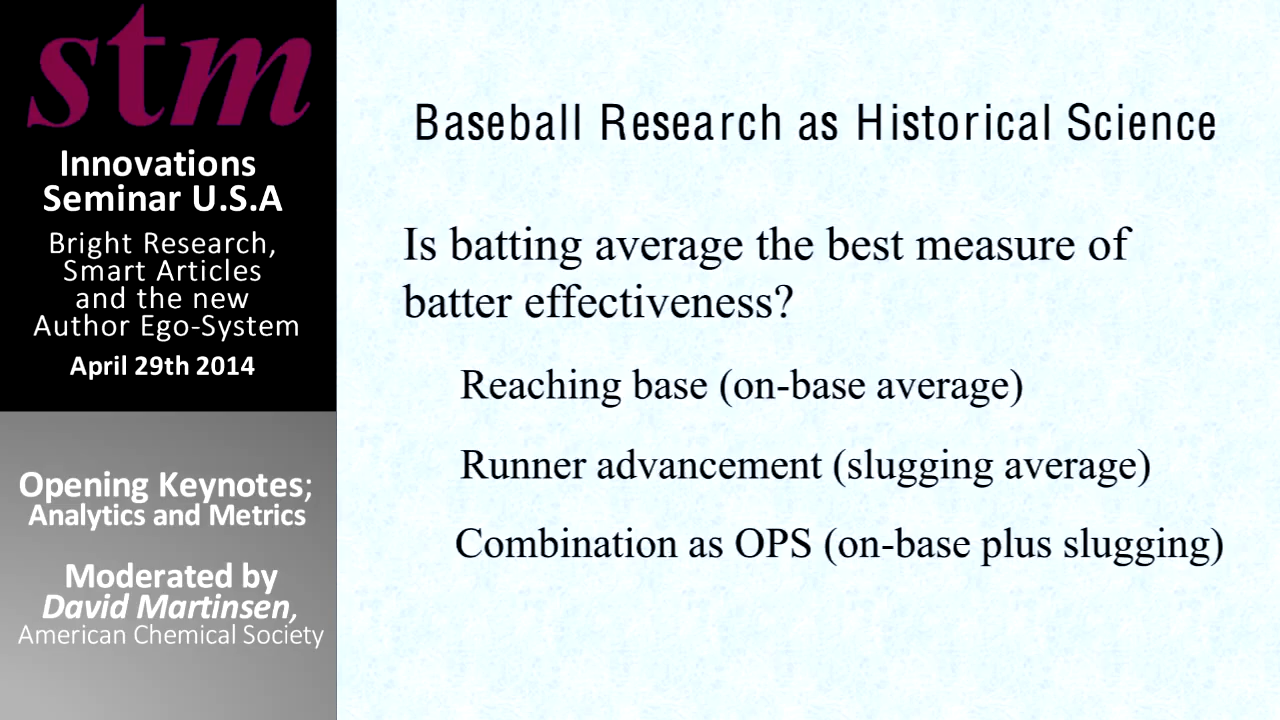 stm
Innovations
Seminar U.S.A
Bright Research,
Smart Articles
and the new
Author Ego-System
April 29th 2014
Opening Keynotes;
Analytics and Metrics
Moderated by
David Martinsen,
American Chemical Society
Baseball Research as Historical Science
Is batting average the best measure of
batter effectiveness?
Reaching base (on-base average)
Runner advancement (slugging average)
Combination as OPS (on-base plus slugging)